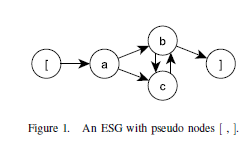 b
[ a ]
c
Figure 1. An ESG with pseudo nodes [ , ].